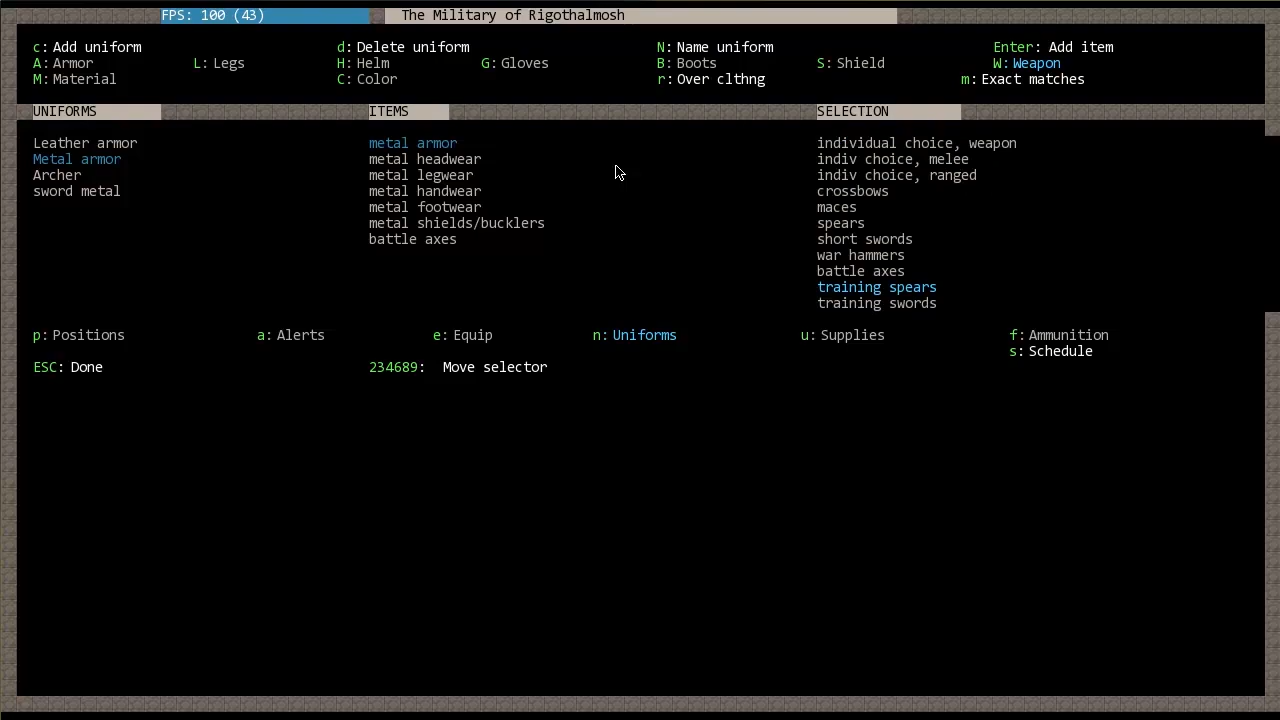 FPS: 100 (43) The Military of Rigothalmosh
c: Add uniform d: Delete uniform N: Name uniform Enter: Add item
A: Armor L: Legs H: Helm G: Gloves B: Boots S: Shield W: Weapon
M: Material C: Color r: Over clthng m: Exact matches
UNIFORMS ITEMS SELECTION
Leather armor metal armor individual choice, weapon
Metal armor metal headwear indiv choice, melee
Archer metal legwear indiv choice, ranged
sword metal metal handwear crossbows
metal footwear maces
metal shields/bucklers spears
battle axes short swords
war hammers
battle axes
training spears
training swords
p: Positions a: Alerts e: Equip n: Uniforms u: Supplies f: Ammunition
s: Schedule
ESC: Done 234689: Move selector